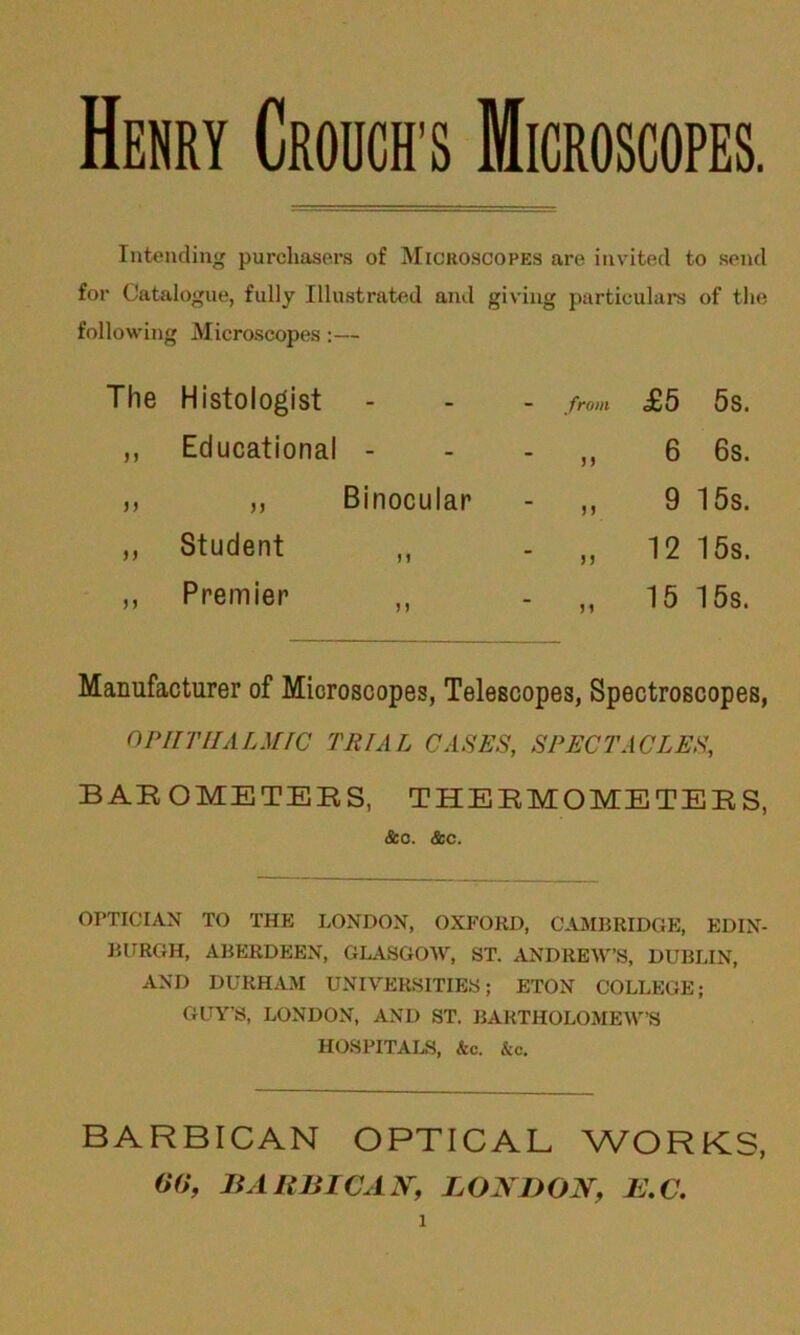 HENRY CROUCH'S MICROSCOPES.
Intending purchasers of MICROSCOPES are invited to send
for Catalogue, fully Illustrated and giving particulars of the
following Microscopes :—
The Histologist - - - from £5 5s.
,, Educational - - - ,, 6 6s.
,, ,, Binocular - ,, 9 15s.
,, Student ,, - ,, 12 15s.
,, Premier ,, - ,, 15 15s.
Manufacturer of Microscopes, Telescopes, Spectroscopes,
OPHTHALMIC TRIAL CASES, SPECTACLES,
BAROMETERS, THERMOMETERS,
&c. &c.
OPTICIAN TO THE LONDON, OXFORD, CAMBRIDGE, EDIN-
BURGH, ABERDEEN, GLASGOW, ST. ANDREW'S, DUBLIN,
AND DURHAM UNIVERSITIES; ETON COLLEGE;
GUY'S, LONDON, AND ST. BARTHOLOMEW'S
HOSPITALS, &c. &c.
BARBICAN OPTICAL WORKS,
66, BARBICAN, LONDON, E.C.
1